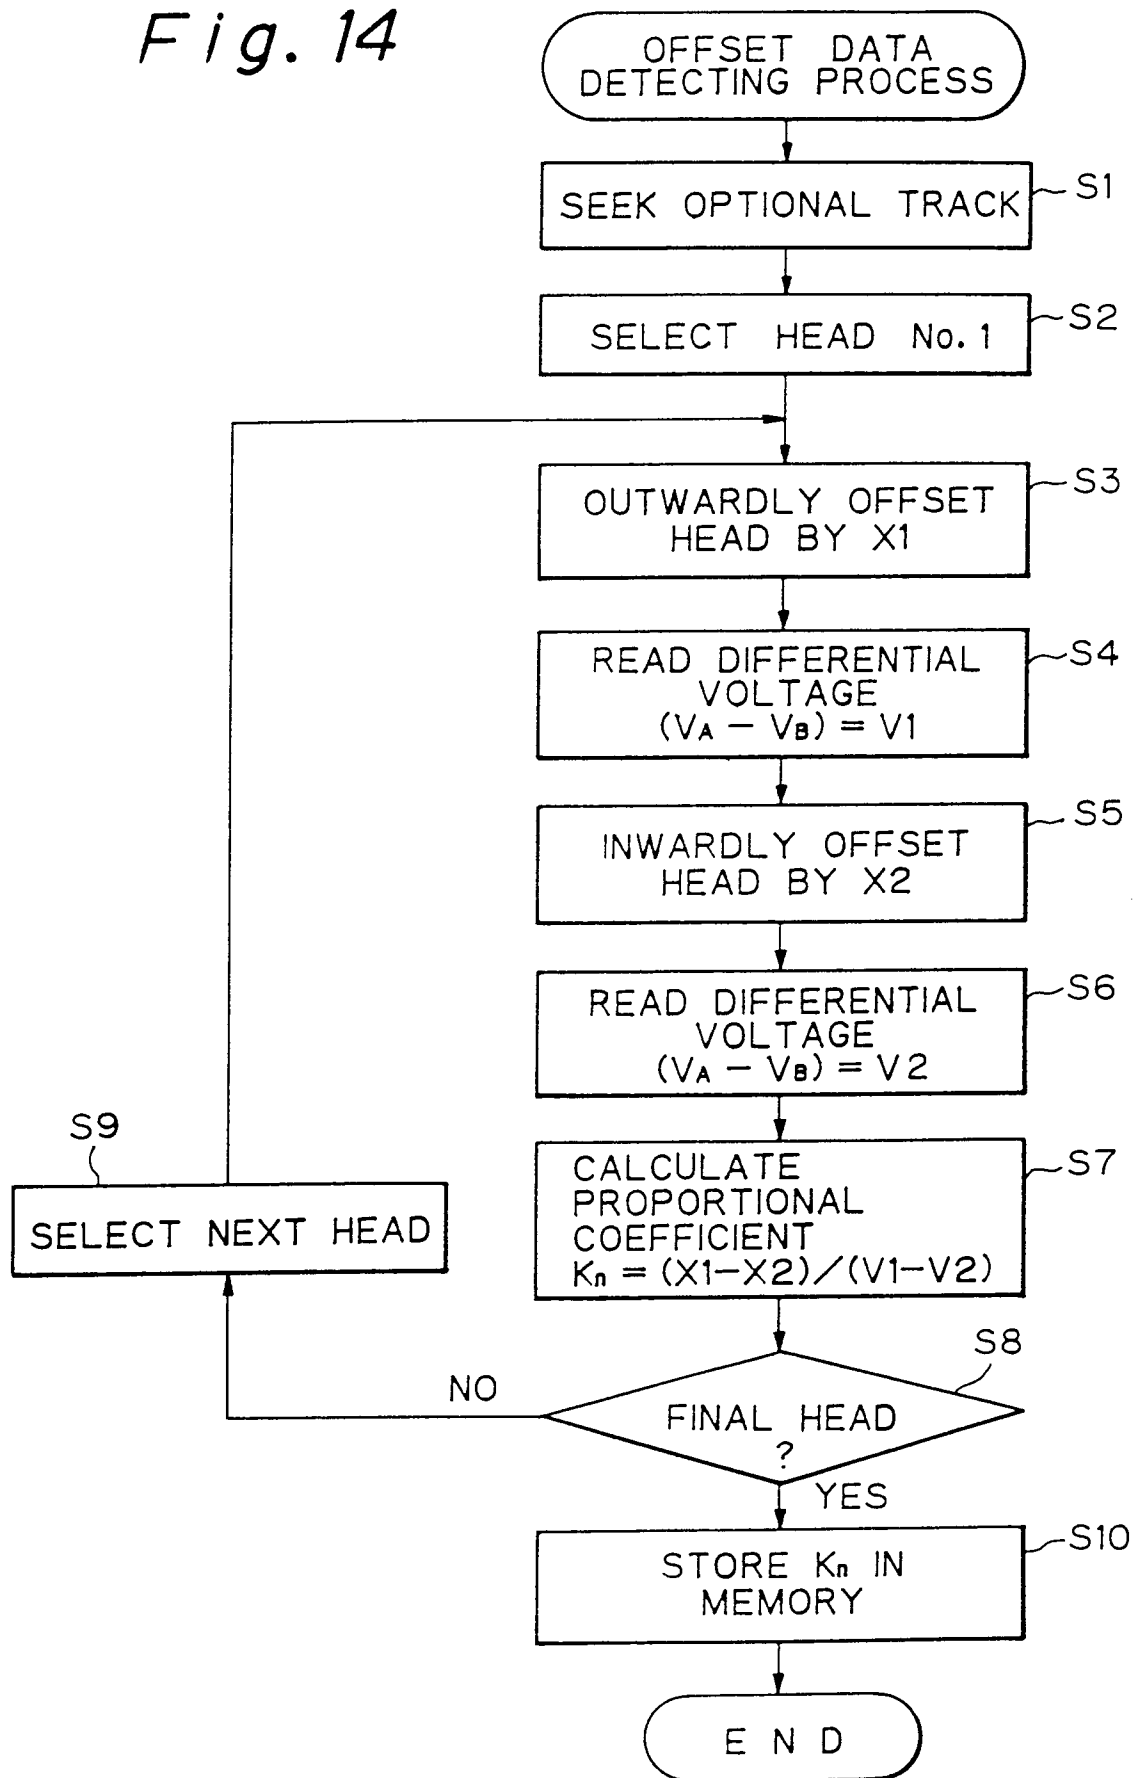 Fig. 14
OFFSET DATA
DETECTING PROCESS
SEEK OPTIONAL TRACK
S1
SELECT HEAD No. 1
S2
OUTWARDLY OFFSET
HEAD BY X1
S3
READ DIFFERENTIAL
VOLTAGE
(VA − VB) = V1
S4
INWARDLY OFFSET
HEAD BY X2
S5
READ DIFFERENTIAL
VOLTAGE
(VA − VB) = V2
S6
CALCULATE
PROPORTIONAL
COEFFICIENT
Kn = (X1−X2)/(V1−V2)
S7
S9
SELECT NEXT HEAD
S8
NO
FINAL HEAD
?
YES
STORE Kn IN
MEMORY
S10
END